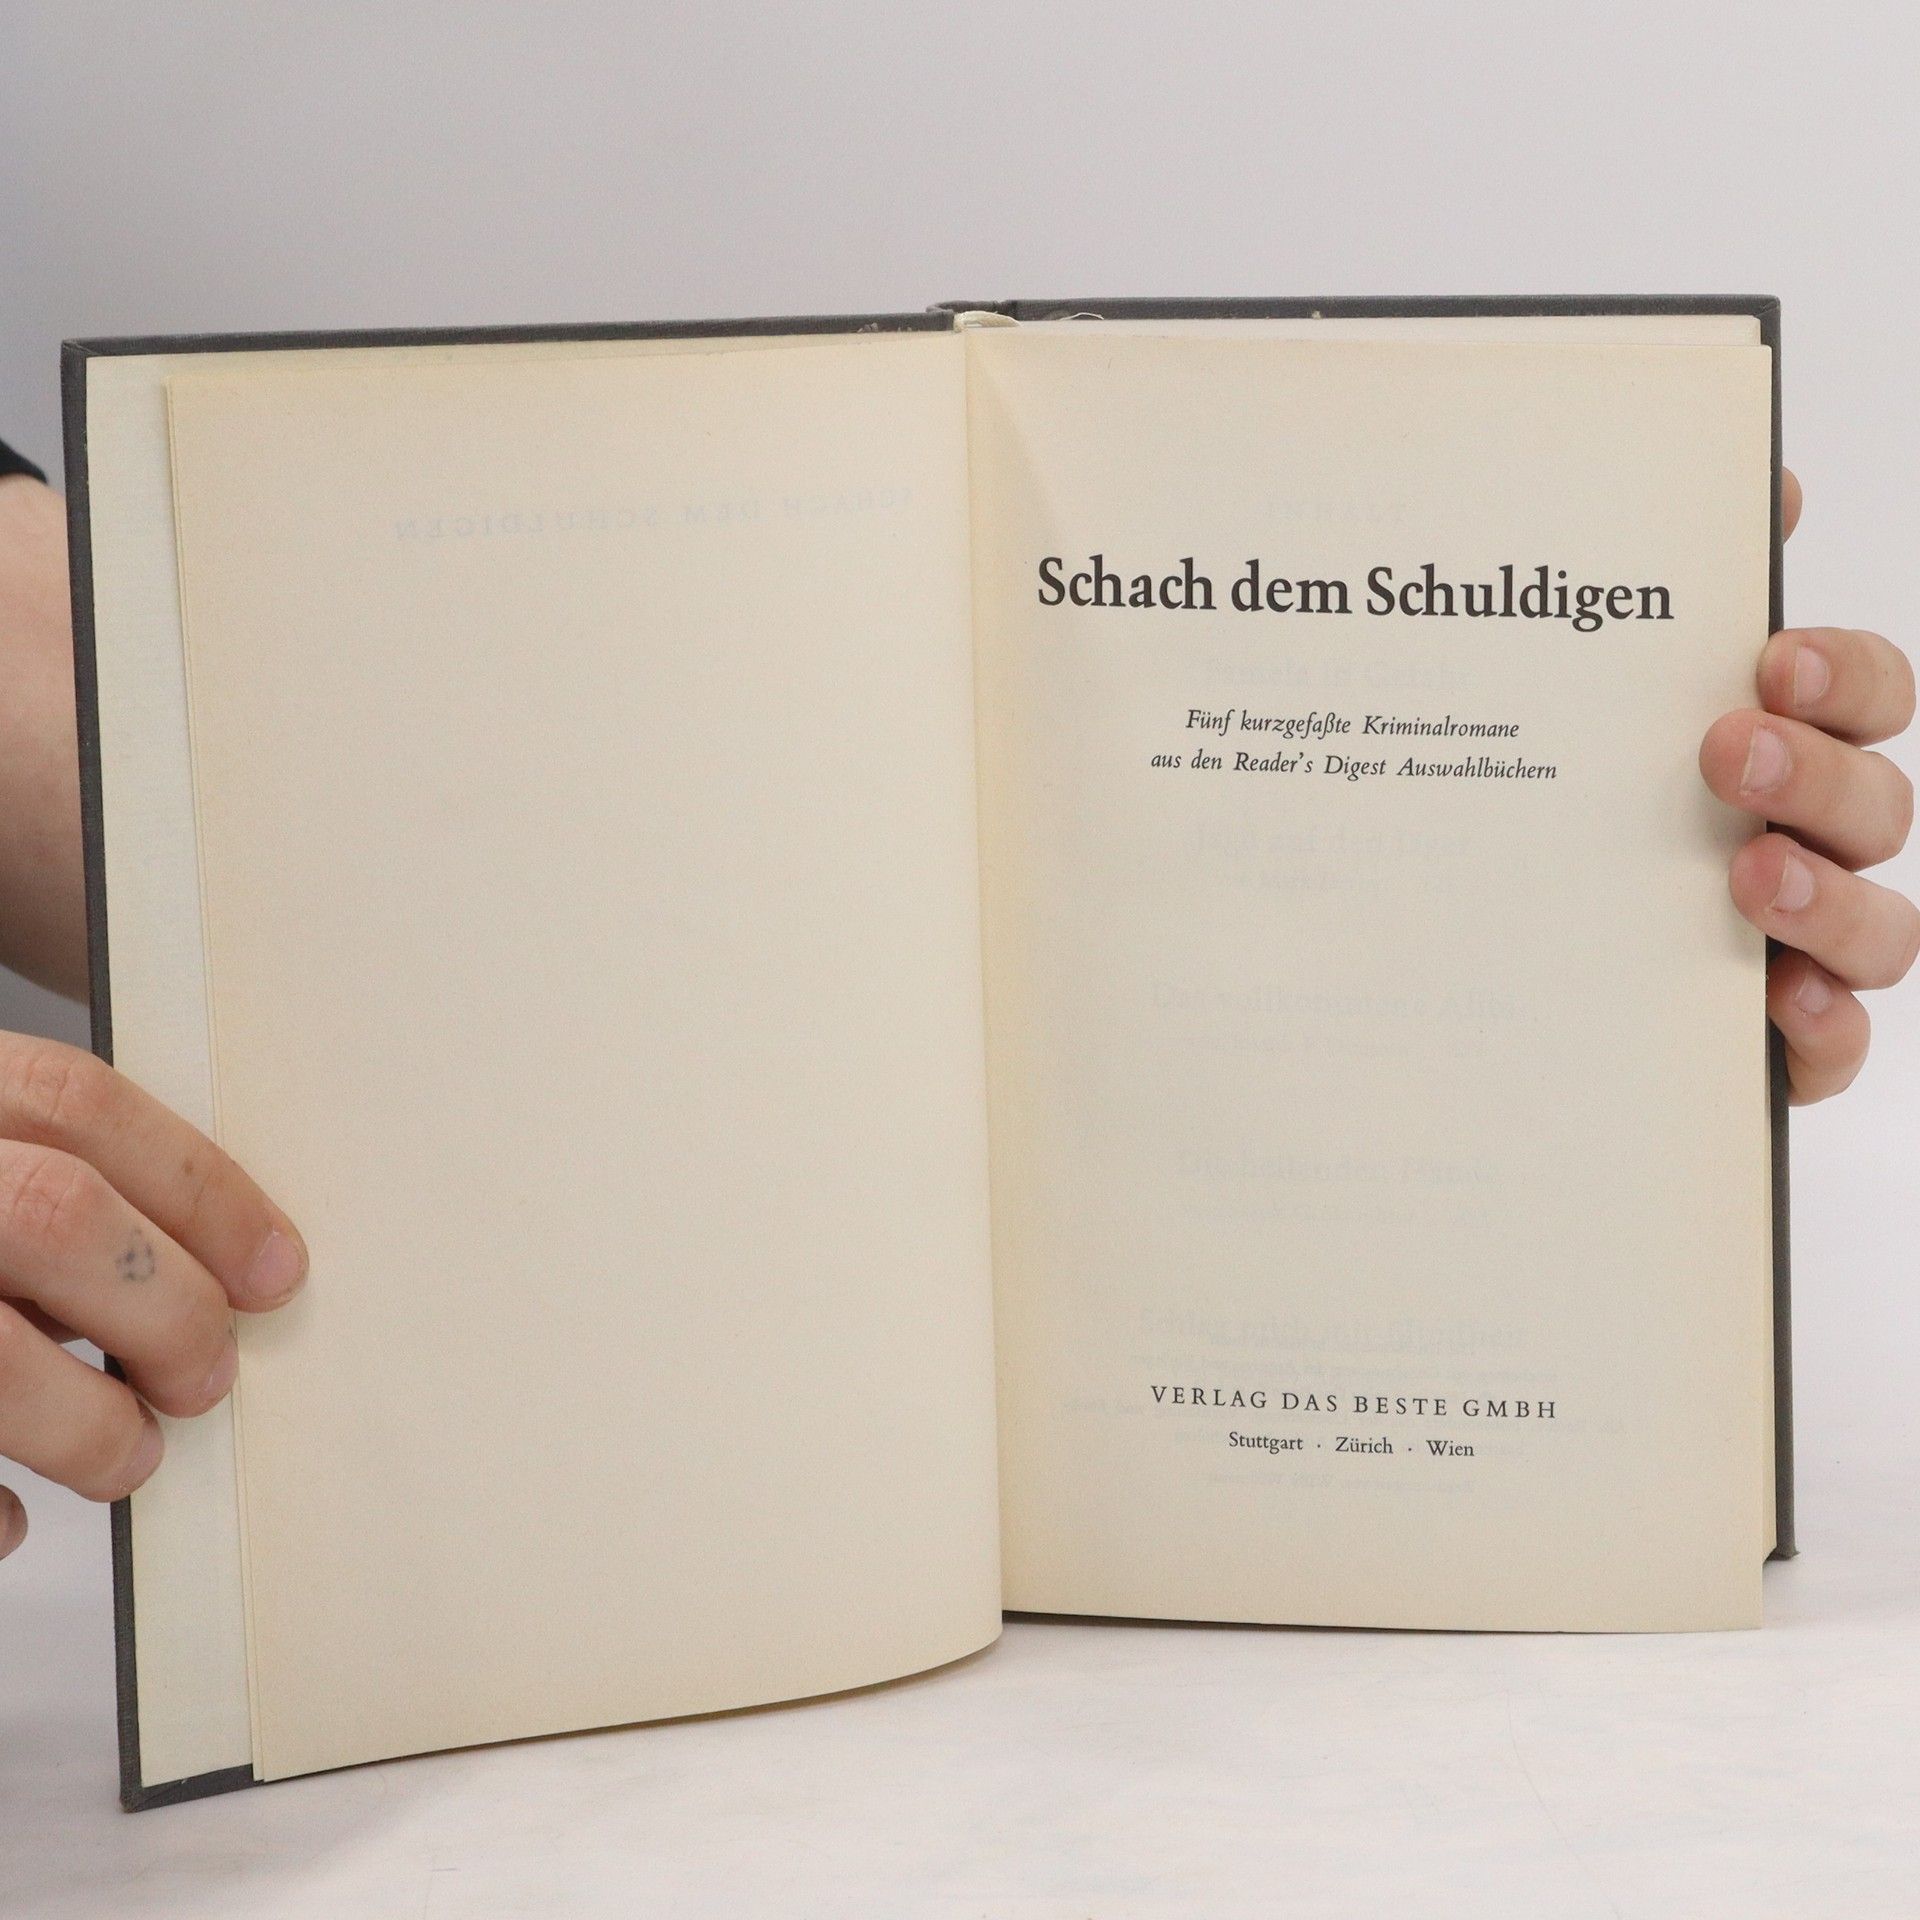 Schach dem Schuldigen
Fünf kurzgefaßte Kriminalromane
aus den Reader's Digest Auswahlbüchern
VERLAG DAS BESTE GMBH
Stuttgart · Zürich · Wien